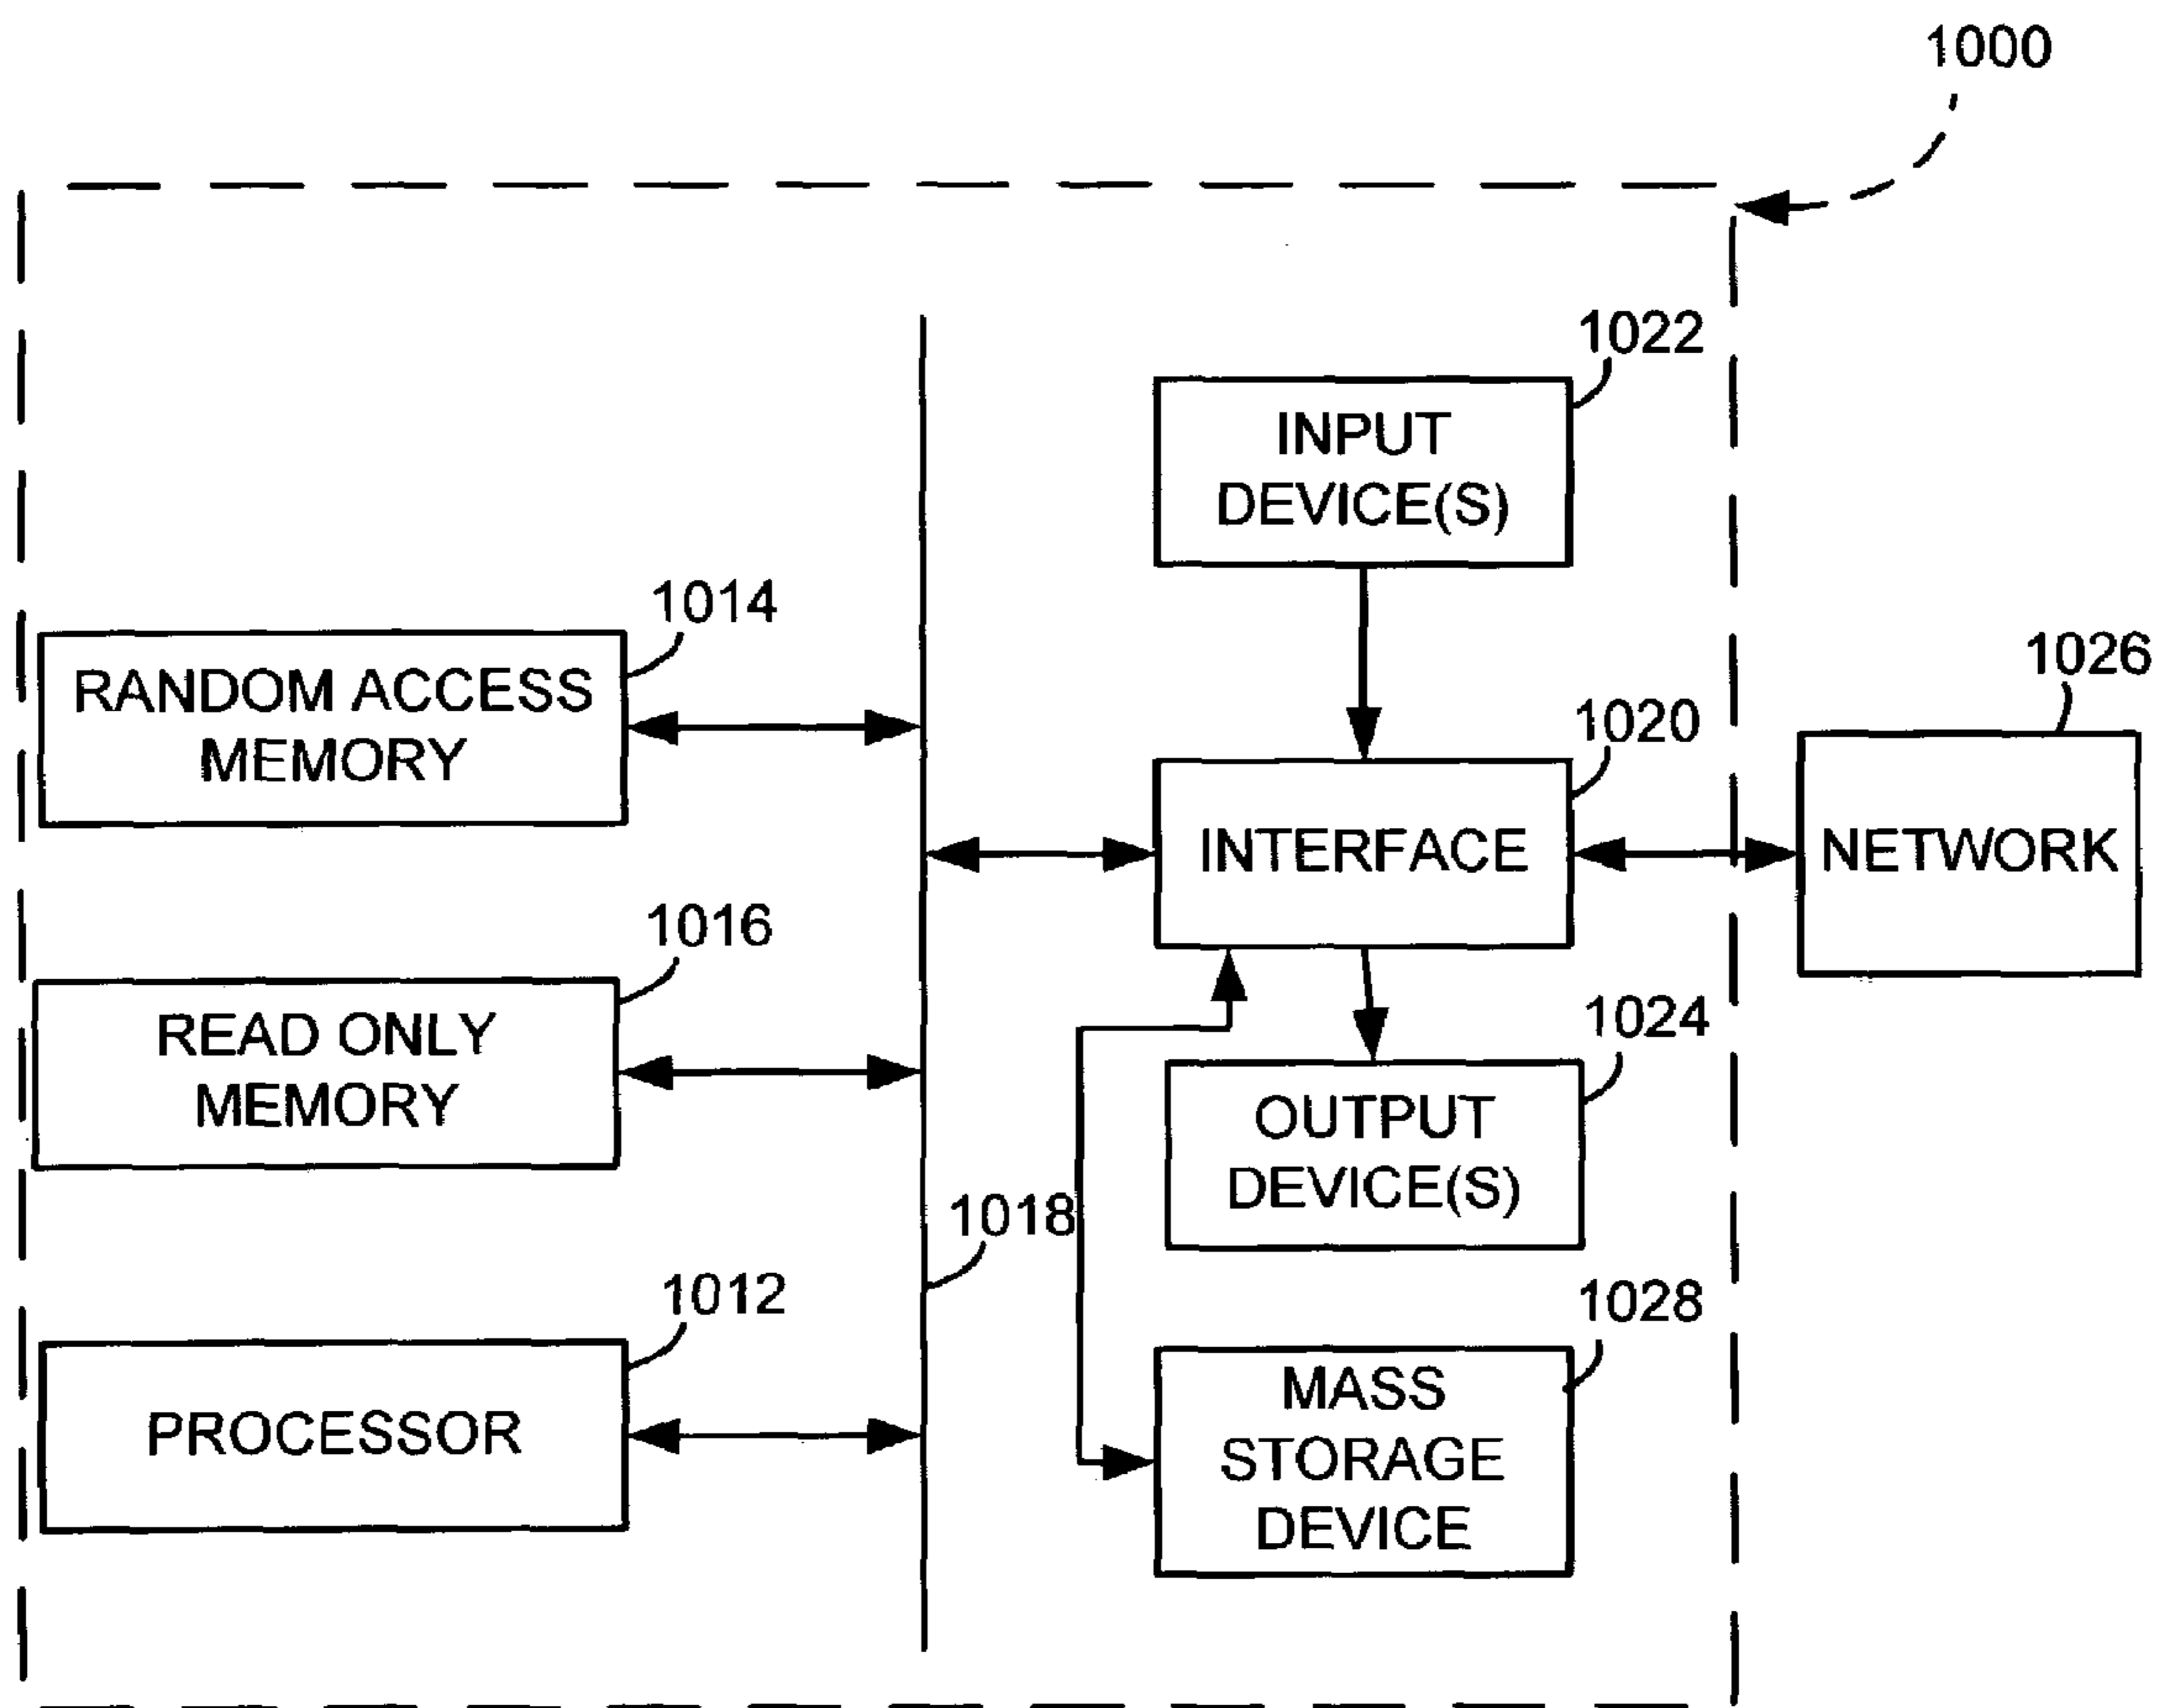 1000
1022
INPUT
DEVICE(S)
1014
RANDOM ACCESS
MEMORY
1026
1020
INTERFACE
NETWORK
1016
READ ONLY
MEMORY
1024
OUTPUT
DEVICE(S)
1018
1012
PROCESSOR
1028
MASS
STORAGE
DEVICE